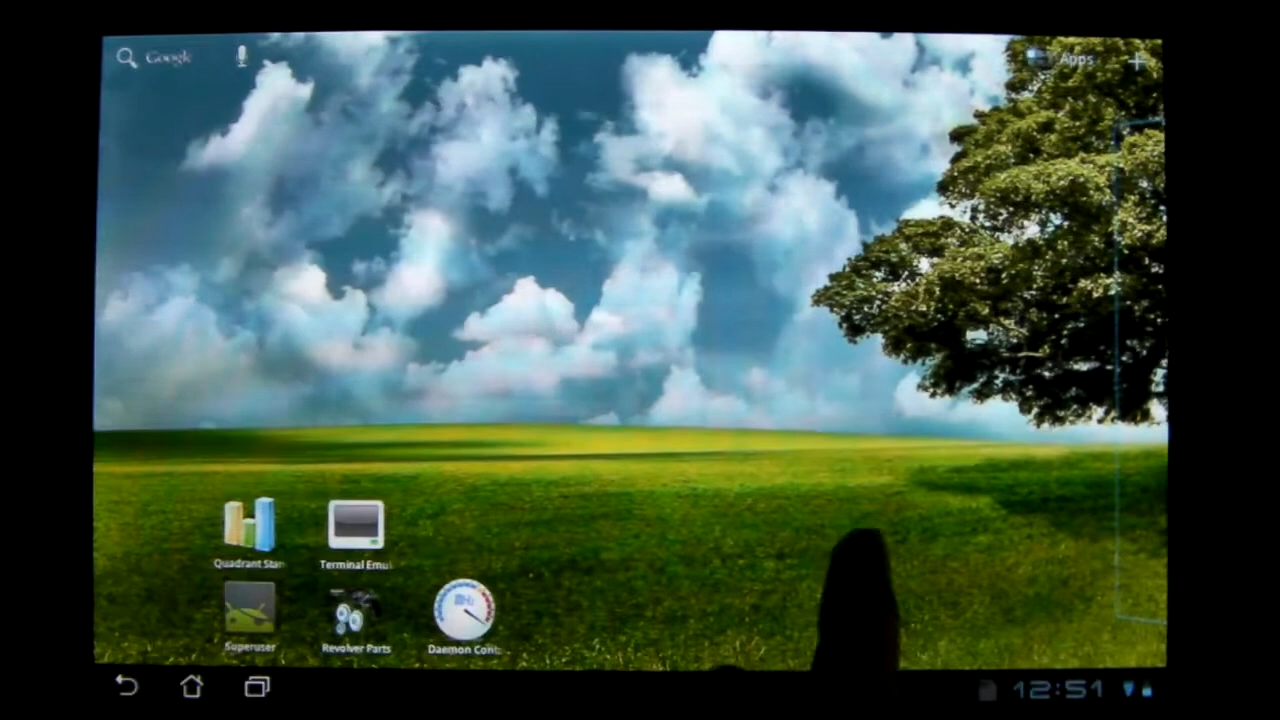 Google
Apps
Quadrant Stan
Terminal Emul
Superuser
Revolver Parts
Daemon Cont
12:51